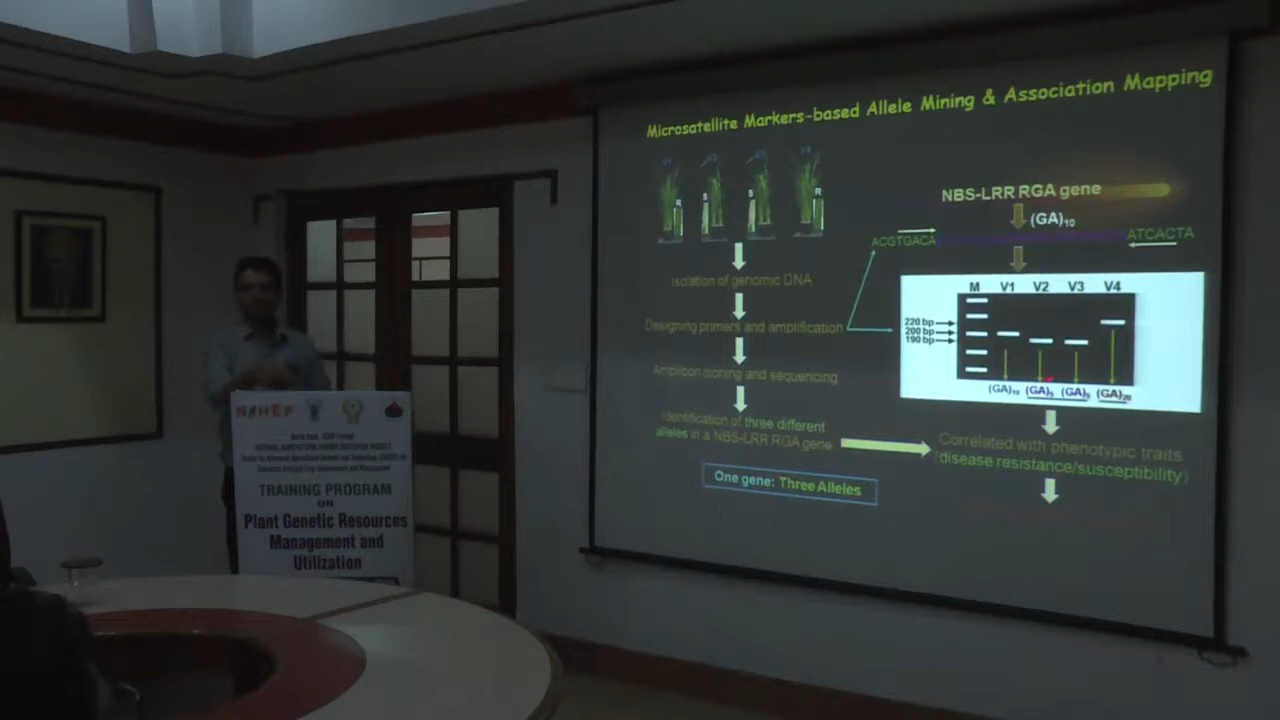 Microsatellite Markers-based Allele Mining & Association Mapping
R
S
S
R
Isolation of genomic DNA
Designing primers and amplification
Amplicon cloning and sequencing
Identification of three different
alleles in a NBS-LRR RGA gene
One gene: Three Alleles
NBS-LRR RGA gene
(GA)10
ACGTGACA
ATCACTA
M V1 V2 V3 V4
220 bp
200 bp
190 bp
(GA)10 (GA)5 (GA)5 (GA)20
Correlated with phenotypic traits
(disease resistance/susceptibility)
NAHEP
TRAINING PROGRAM
ON
Plant Genetic Resources
Management and
Utilization